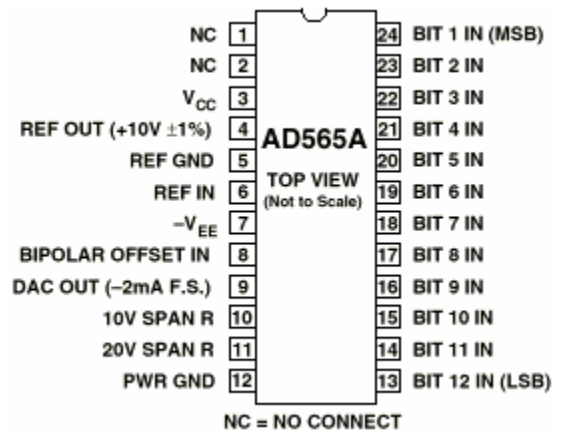 NC 1
NC 2
VCC 3
REF OUT (+10V ±1%) 4
REF GND 5
REF IN 6
–VEE 7
BIPOLAR OFFSET IN 8
DAC OUT (–2mA F.S.) 9
10V SPAN R 10
20V SPAN R 11
PWR GND 12
AD565A
TOP VIEW
(Not to Scale)
24 BIT 1 IN (MSB)
23 BIT 2 IN
22 BIT 3 IN
21 BIT 4 IN
20 BIT 5 IN
19 BIT 6 IN
18 BIT 7 IN
17 BIT 8 IN
16 BIT 9 IN
15 BIT 10 IN
14 BIT 11 IN
13 BIT 12 IN (LSB)
NC = NO CONNECT